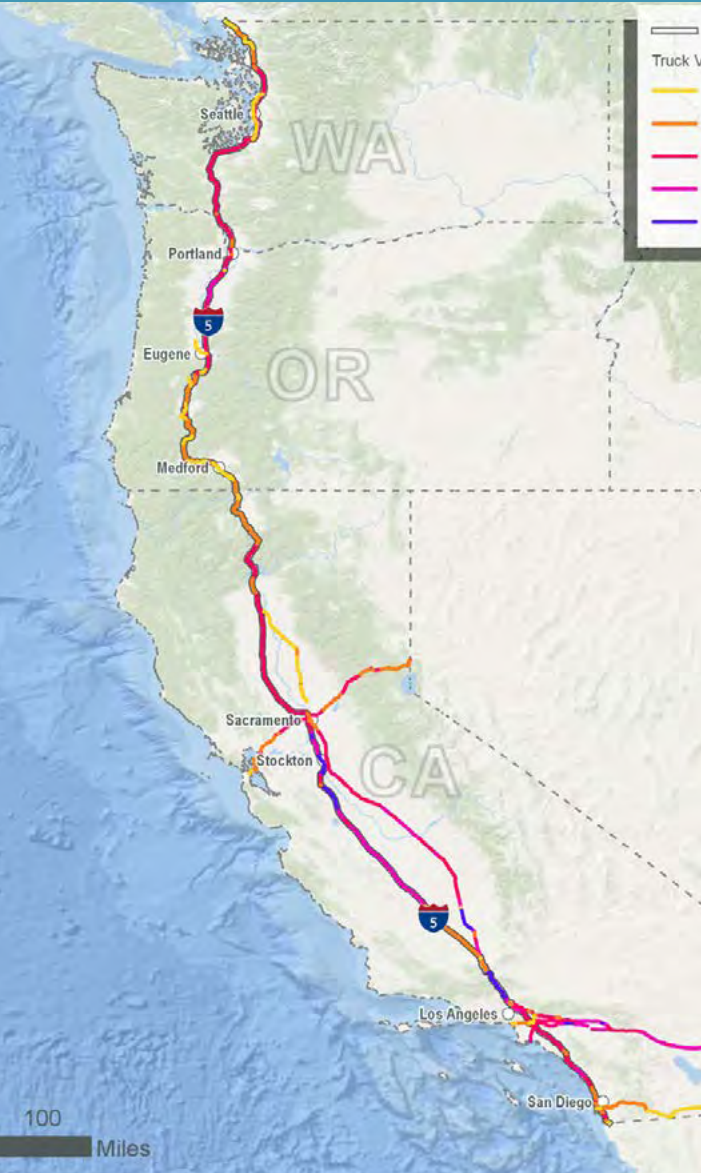 Truck V
Seattle
WA
Portland
5
Eugene
OR
Medford
Sacramento
Stockton
CA
5
Los Angeles
San Diego
100
Miles